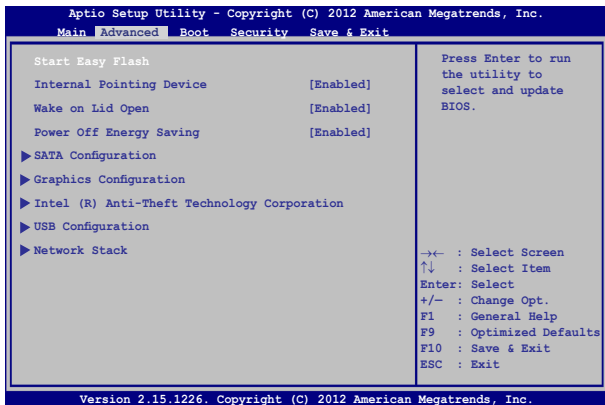 Aptio Setup Utility - Copyright (C) 2012 American Megatrends, Inc.
Main Advanced Boot Security Save & Exit
Start Easy Flash
Internal Pointing Device [Enabled]
Wake on Lid Open [Enabled]
Power Off Energy Saving [Enabled]
SATA Configuration
Graphics Configuration
Intel (R) Anti-Theft Technology Corporation
USB Configuration
Network Stack
Press Enter to run
the utility to
select and update
BIOS.
→← : Select Screen
↑↓ : Select Item
Enter: Select
+/— : Change Opt.
F1 : General Help
F9 : Optimized Defaults
F10 : Save & Exit
ESC : Exit
Version 2.15.1226. Copyright (C) 2012 American Megatrends, Inc.